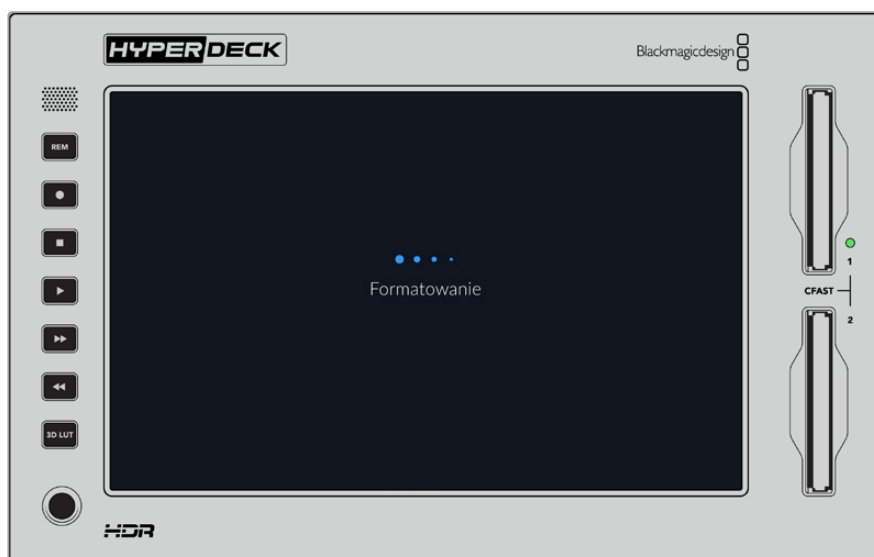 HYPERDECK
Blackmagicdesign
REM
1
CFAST
2
Formatowanie
3D LUT
HDR